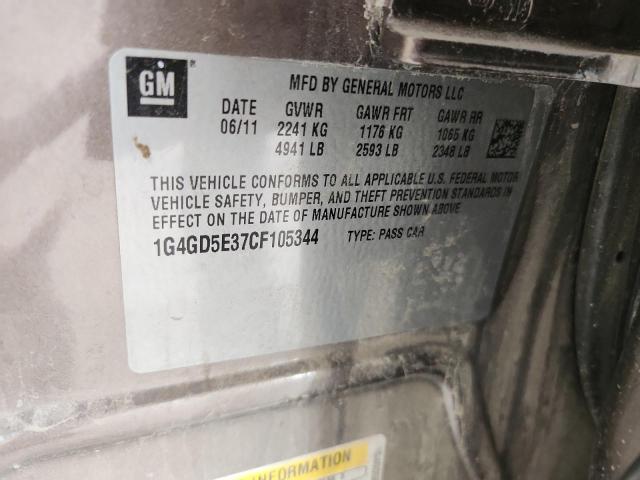 GM
MFD BY GENERAL MOTORS LLC
DATE GVWR GAWR FRT GAWR RR
06/11 2241 KG 1176 KG 1065 KG
4941 LB 2593 LB 2348 LB
THIS VEHICLE CONFORMS TO ALL APPLICABLE U.S. FEDERAL MOTOR
VEHICLE SAFETY, BUMPER, AND THEFT PREVENTION STANDARDS IN
EFFECT ON THE DATE OF MANUFACTURE SHOWN ABOVE.
1G4GD5E37CF105344 TYPE: PASS CAR
INFORMATION